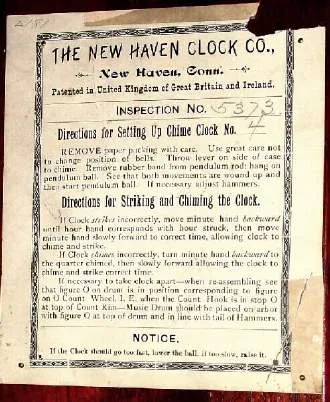 THE NEW HAVEN CLOCK CO.,
New Haven, Conn.
Patented in United Kingdom of Great Britain and Ireland.
INSPECTION No. 5373
Directions for Setting Up Chime Clock No. 4
REMOVE paper packing with care. Use great care not
to change position of bells. Throw lever on side of case
to chime. Remove rubber band from pendulum rod; hang on
pendulum ball. See that both movements are wound up and
then start pendulum ball. If necessary adjust hammers.
Directions for Striking and Chiming the Clock.
If Clock strikes incorrectly, move minute hand backward
until hour hand corresponds with hour struck, then move
minute hand slowly forward to correct time, allowing clock to
chime and strike.
If Clock chimes incorrectly, turn minute hand backward to
the quarter chimed, then slowly forward allowing the clock to
chime and strike correct time.
If necessary to take clock apart—when re-assembling see
that figure O on drum is in position corresponding to figure
on O Count Wheel, I. E. when the Count Hook is in stop O
at top of Count Rim—Music Drum should be placed on arbor
with figure O at top of drum and in line with tail of Hammers.
NOTICE.
If the Clock should go too fast, lower the ball, if too slow, raise it.